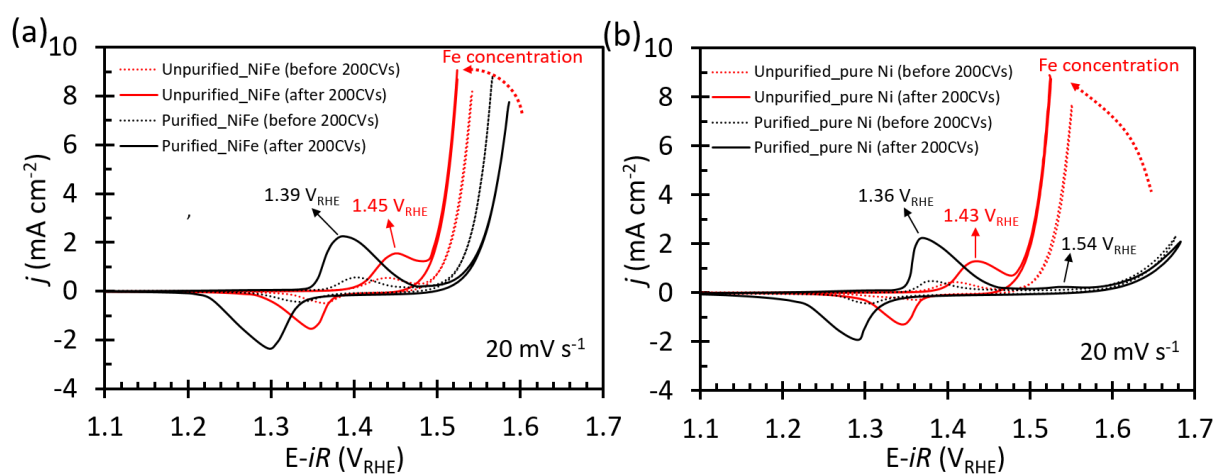 (a)
10
8
6
4
2
0
-2
-4
j (mA cm-2)
Unpurified_NiFe (before 200CVs)
Unpurified_NiFe (after 200CVs)
Purified_NiFe (before 200CVs)
Purified_NiFe (after 200CVs)
Fe concentration
1.39 VRHE
1.45 VRHE
,
20 mV s-1
1.1 1.2 1.3 1.4 1.5 1.6 1.7
E-iR (VRHE)
(b)
10
8
6
4
2
0
-2
-4
j (mA cm-2)
Unpurified_pure Ni (before 200CVs)
Unpurified_pure Ni (after 200CVs)
Purified_pure Ni (before 200CVs)
Purified_pure Ni (after 200CVs)
Fe concentration
1.36 VRHE
1.43 VRHE
1.54 VRHE
20 mV s-1
1.1 1.2 1.3 1.4 1.5 1.6 1.7
E-iR (VRHE)